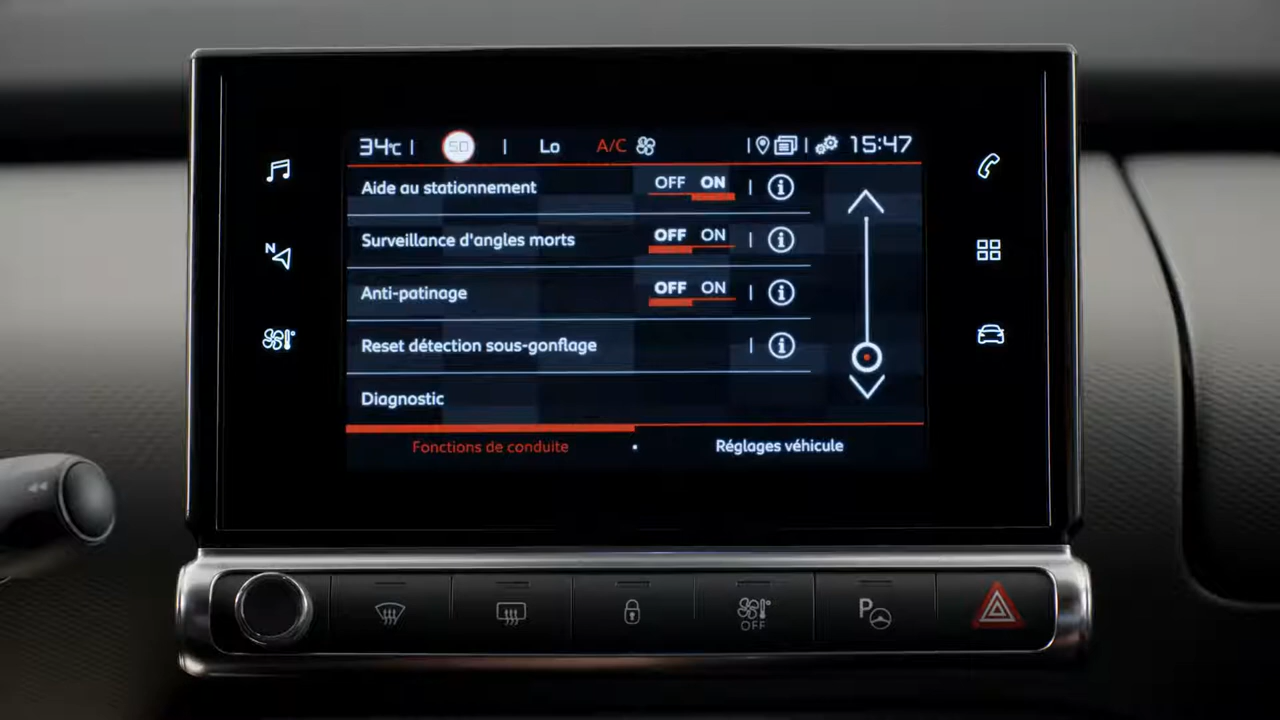 34°C | 50 | Lo A/C | | 15:47
Aide au stationnement OFF ON | i
Surveillance d'angles morts OFF ON | i
Anti-patinage OFF ON | i
Reset détection sous-gonflage | i
Diagnostic
Fonctions de conduite • Réglages véhicule
N
OFF
P